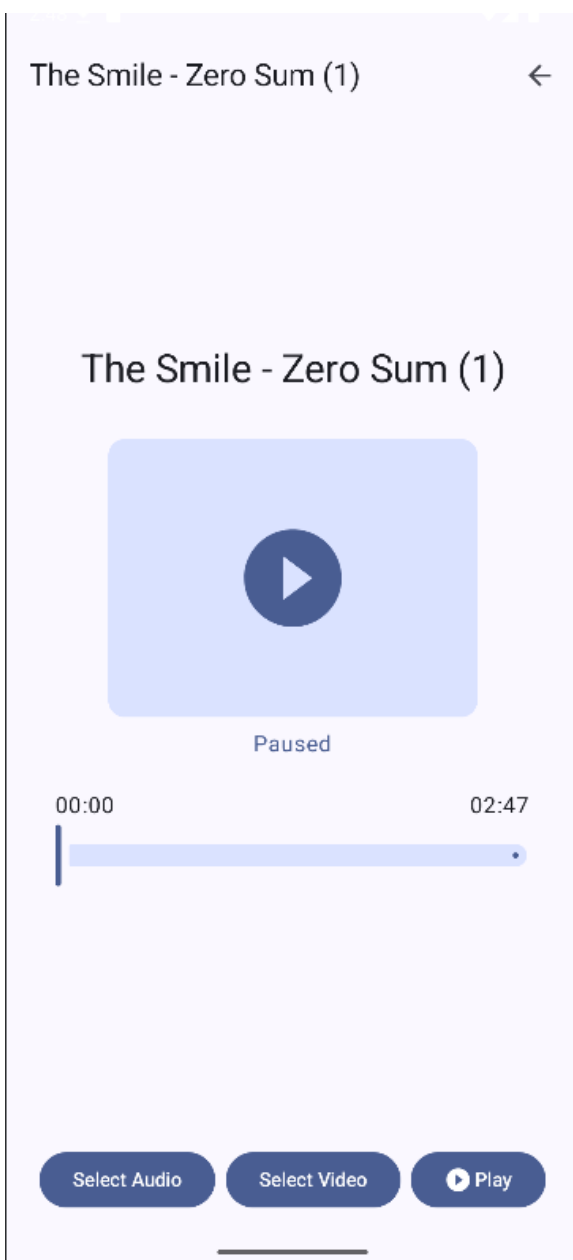 The Smile - Zero Sum (1)
The Smile - Zero Sum (1)
Paused
00:00 02:47
Select Audio Select Video Play